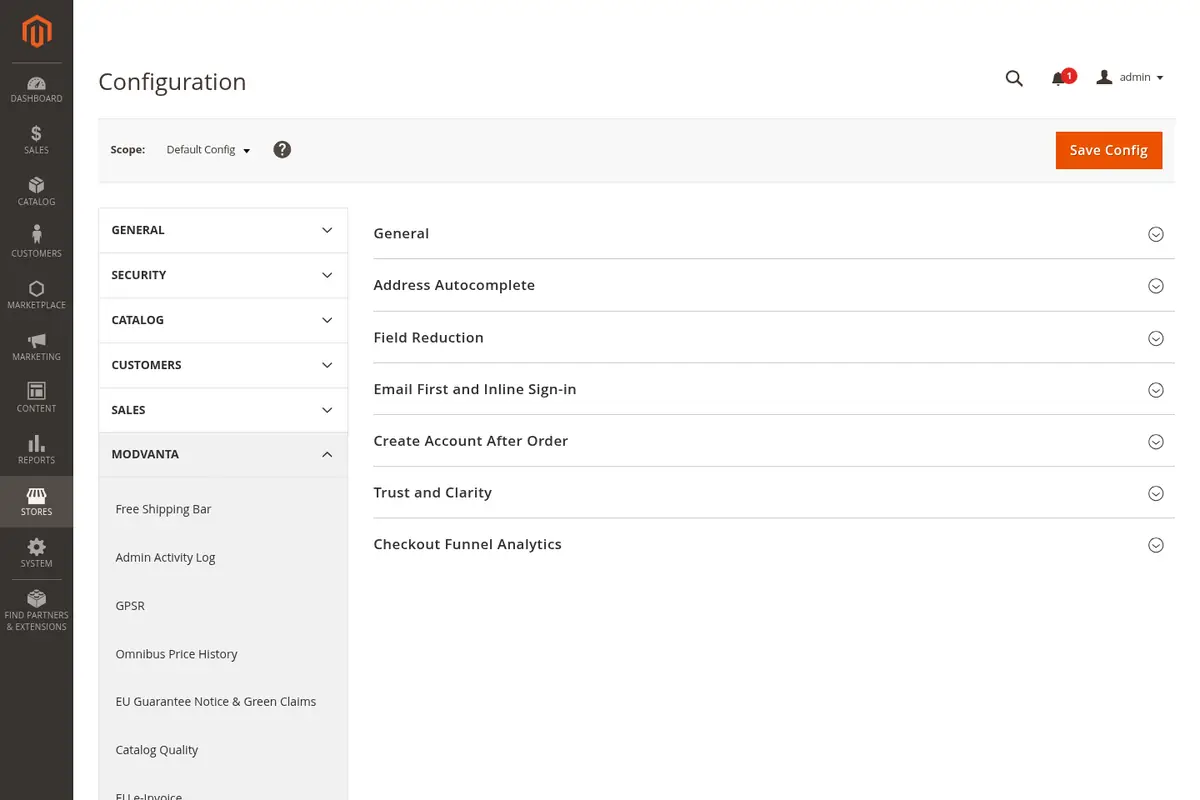 DASHBOARD
SALES
CATALOG
CUSTOMERS
MARKETPLACE
MARKETING
CONTENT
REPORTS
STORES
SYSTEM
FIND PARTNERS
& EXTENSIONS
Configuration
1
admin
Scope: Default Config ?
Save Config
GENERAL
SECURITY
CATALOG
CUSTOMERS
SALES
MODVANTA
Free Shipping Bar
Admin Activity Log
GPSR
Omnibus Price History
EU Guarantee Notice & Green Claims
Catalog Quality
EU e-Invoice
General
Address Autocomplete
Field Reduction
Email First and Inline Sign-in
Create Account After Order
Trust and Clarity
Checkout Funnel Analytics